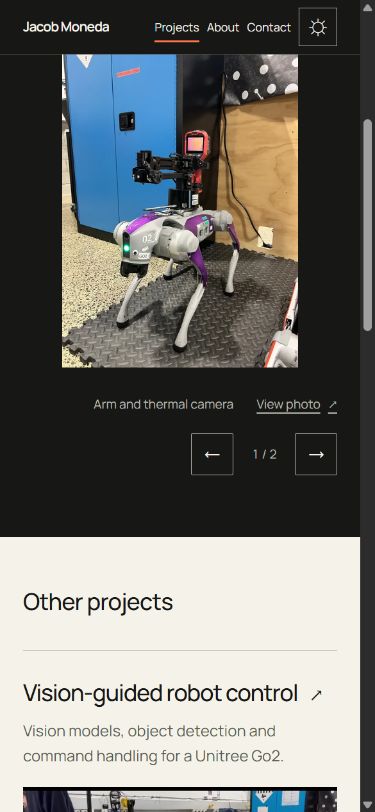 Jacob Moneda
Projects About Contact
Arm and thermal camera View photo ↗
← 1 / 2 →
Other projects
Vision-guided robot control ↗
Vision models, object detection and
command handling for a Unitree Go2.